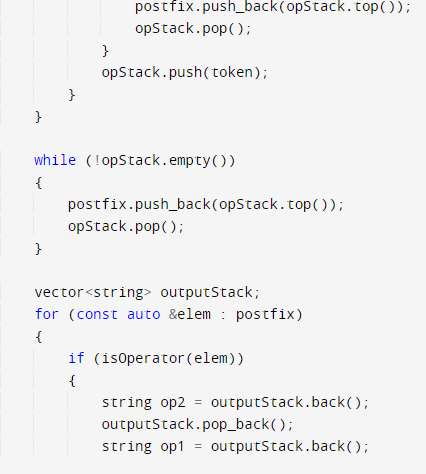 postfix.push_back(opStack.top());
opStack.pop();
}
opStack.push(token);
}
}
while (!opStack.empty())
{
postfix.push_back(opStack.top());
opStack.pop();
}
vector<string> outputStack;
for (const auto &elem : postfix)
{
if (isOperator(elem))
{
string op2 = outputStack.back();
outputStack.pop_back();
string op1 = outputStack.back();